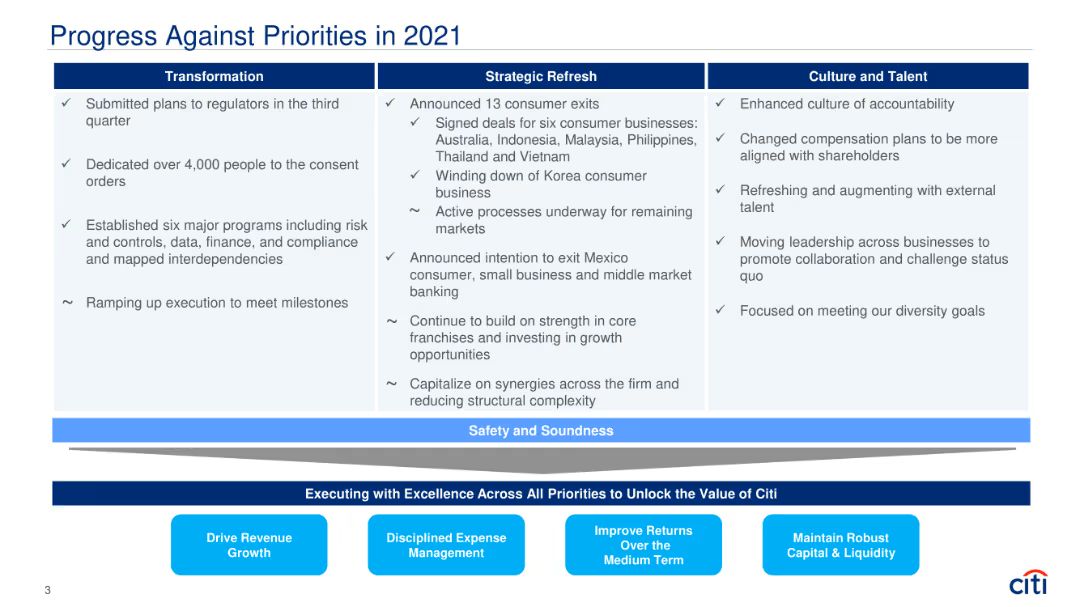 Progress Against Priorities in 2021
Transformation
✓ Submitted plans to regulators in the third
quarter
✓ Dedicated over 4,000 people to the consent
orders
✓ Established six major programs including risk
and controls, data, finance, and compliance
and mapped interdependencies
~ Ramping up execution to meet milestones
Strategic Refresh
✓ Announced 13 consumer exits
✓ Signed deals for six consumer businesses:
Australia, Indonesia, Malaysia, Philippines,
Thailand and Vietnam
✓ Winding down of Korea consumer
business
~ Active processes underway for remaining
markets
✓ Announced intention to exit Mexico
consumer, small business and middle market
banking
~ Continue to build on strength in core
franchises and investing in growth
opportunities
~ Capitalize on synergies across the firm and
reducing structural complexity
Culture and Talent
✓ Enhanced culture of accountability
✓ Changed compensation plans to be more
aligned with shareholders
✓ Refreshing and augmenting with external
talent
✓ Moving leadership across businesses to
promote collaboration and challenge status
quo
✓ Focused on meeting our diversity goals
Safety and Soundness
Executing with Excellence Across All Priorities to Unlock the Value of Citi
Drive Revenue
Growth
Disciplined Expense
Management
Improve Returns
Over the
Medium Term
Maintain Robust
Capital & Liquidity
3
citi